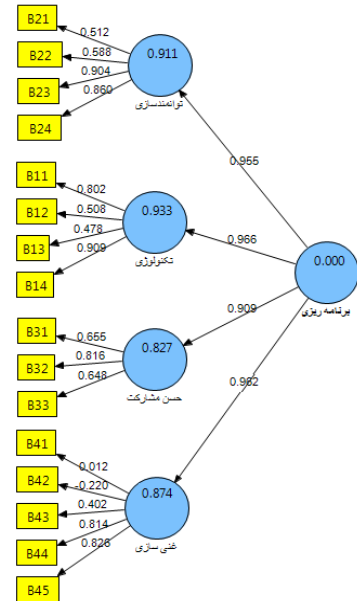 B21
0.512
B22
0.588
0.911
B23
0.904
0.860
B24
توانمندسازی
0.955
B11
0.802
B12
0.508
0.933
B13
0.478
0.909
B14
تکنولوژی
0.966
0.000
برنامه ریزی
0.909
B31
0.655
B32
0.816
0.827
B33
0.648
حسن مشارکت
0.962
B41
0.012
B42
-0.220
0.874
B43
0.402
B44
0.814
غنی سازی
0.826
B45